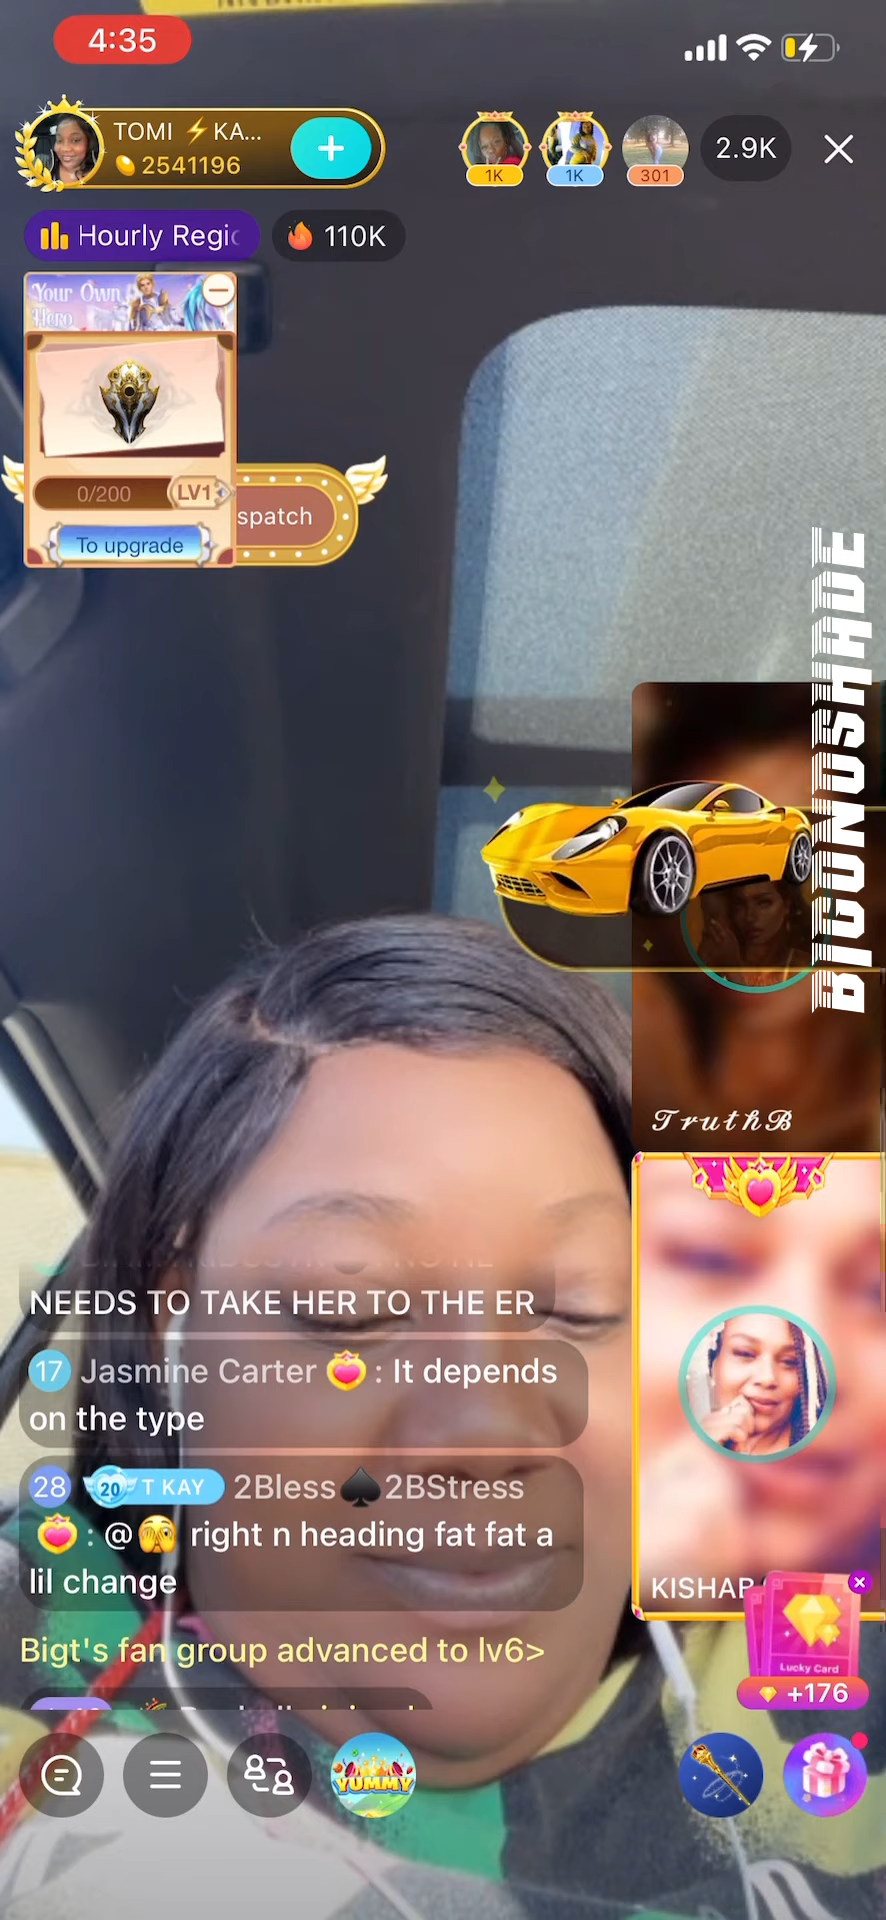 4:35
TOMI ⚡KA...
2541196
1K
1K
301
2.9K
Hourly Regi
110K
Your Own
Hero
0/200
LV1
spatch
To upgrade
BIGONOSHADE
TruthB
NEEDS TO TAKE HER TO THE ER
17 Jasmine Carter : It depends
on the type
28 20 T KAY 2Bless♠️2BStress
: @🫣 right n heading fat fat a
lil change
KISHAB
Lucky Card
+176
Bigt's fan group advanced to lv6>
YUMMY